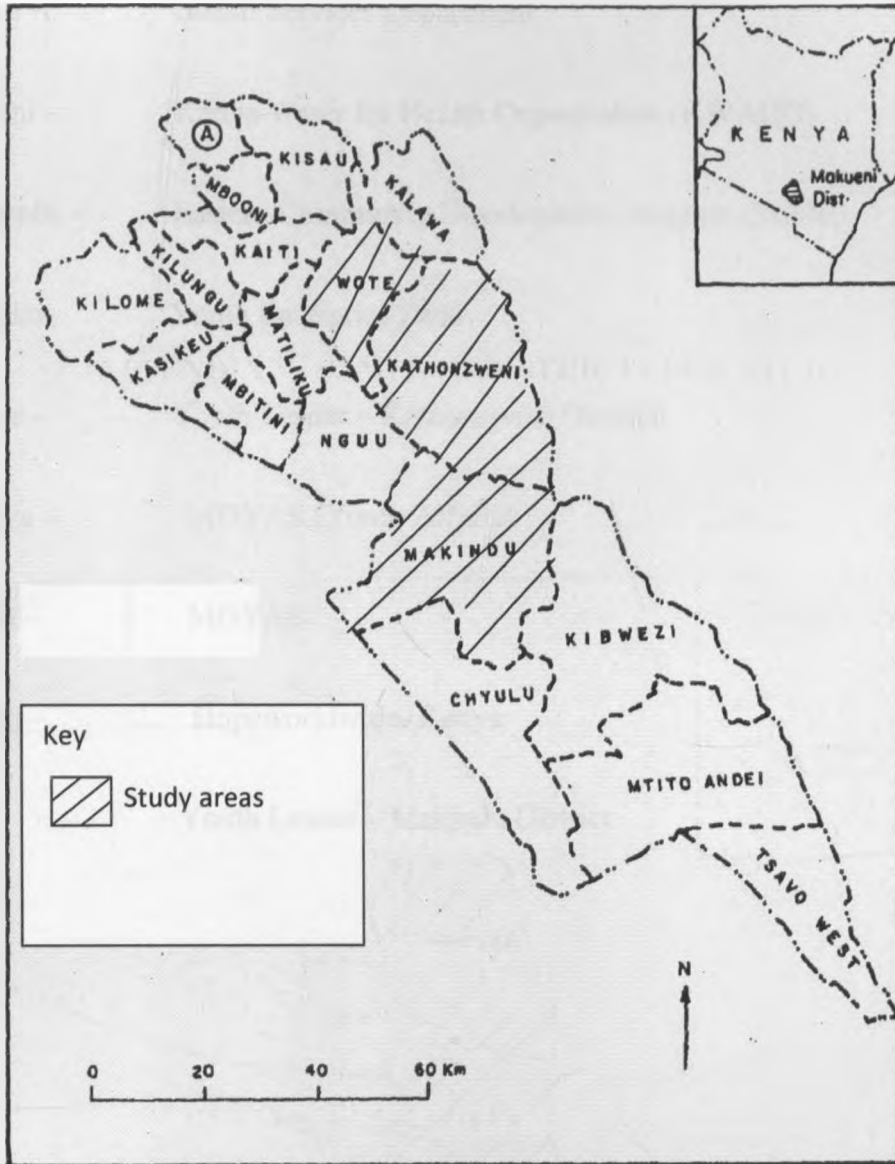 KENYA
Makueni
Dist.
A
KISAU
KALAWA
MBOONI
KAITI
WOTE
KILUNGU
KILOME
MATILIKU
KATHONZWENI
KASIKEU
MBITINI
NGUU
MAKINDU
KIBWEZI
CHYULU
MTITO ANDEI
TSAVO WEST
Key
Study areas
N
0 20 40 60 Km